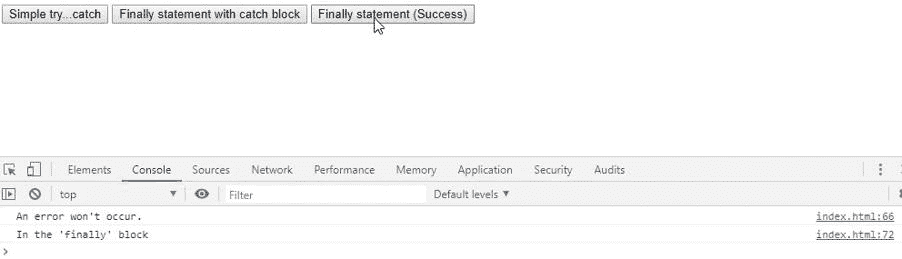 Simple try...catch Finally statement with catch block Finally statement (Success)
Elements Console Sources Network Performance Memory Application Security Audits
top Filter Default levels
An error won't occur. index.html:66
In the 'finally' block index.html:72